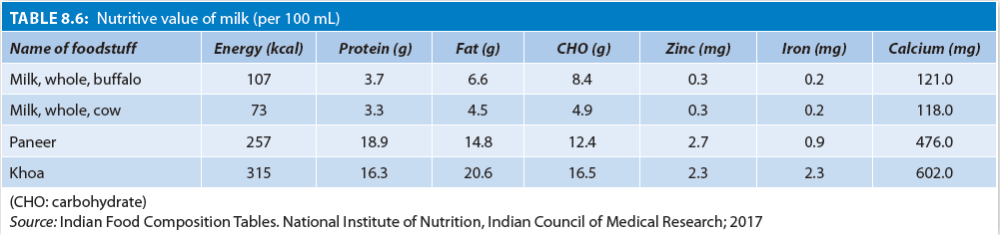 TABLE 8.6: Nutritive value of milk (per 100 mL)
Name of foodstuff Energy (kcal) Protein (g) Fat (g) CHO (g) Zinc (mg) Iron (mg) Calcium (mg)
Milk, whole, buffalo 107 3.7 6.6 8.4 0.3 0.2 121.0
Milk, whole, cow 73 3.3 4.5 4.9 0.3 0.2 118.0
Paneer 257 18.9 14.8 12.4 2.7 0.9 476.0
Khoa 315 16.3 20.6 16.5 2.3 2.3 602.0
(CHO: carbohydrate)
Source: Indian Food Composition Tables. National Institute of Nutrition, Indian Council of Medical Research; 2017